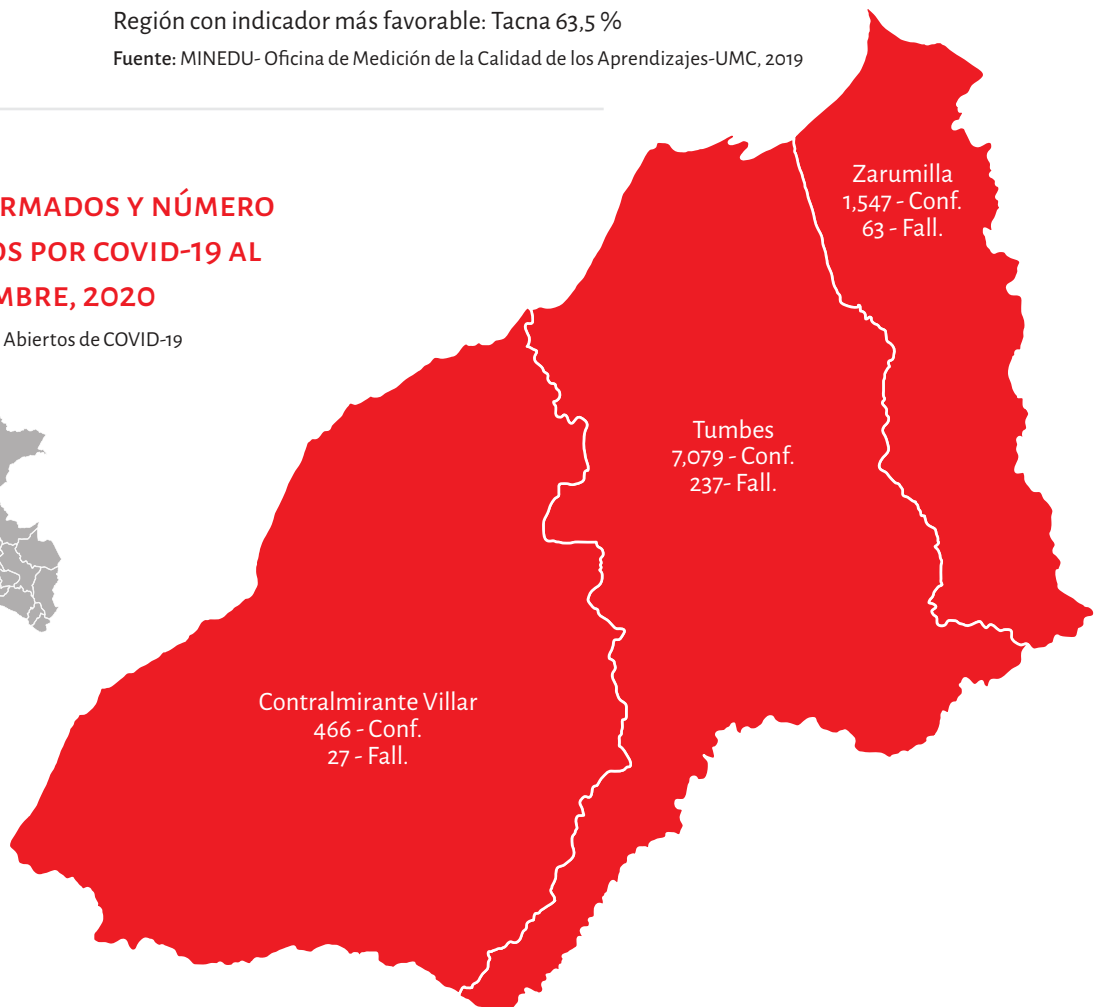 Región con indicador más favorable: Tacna 63,5 %
Fuente: MINEDU- Oficina de Medición de la Calidad de los Aprendizajes-UMC, 2019
RMADOS Y NÚMERO
OS POR COVID-19 AL
MBRE, 2020
Abiertos de COVID-19
Zarumilla
1,547 - Conf.
63 - Fall.
Tumbes
7,079 - Conf.
237- Fall.
Contralmirante Villar
466 - Conf.
27 - Fall.